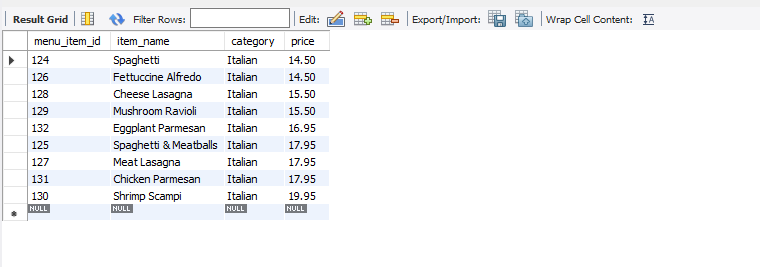 Result Grid Filter Rows: Edit: Export/Import: Wrap Cell Content: IA
menu_item_id item_name category price
124 Spaghetti Italian 14.50
126 Fettuccine Alfredo Italian 14.50
128 Cheese Lasagna Italian 15.50
129 Mushroom Ravioli Italian 15.50
132 Eggplant Parmesan Italian 16.95
125 Spaghetti & Meatballs Italian 17.95
127 Meat Lasagna Italian 17.95
131 Chicken Parmesan Italian 17.95
130 Shrimp Scampi Italian 19.95
NULL NULL NULL NULL